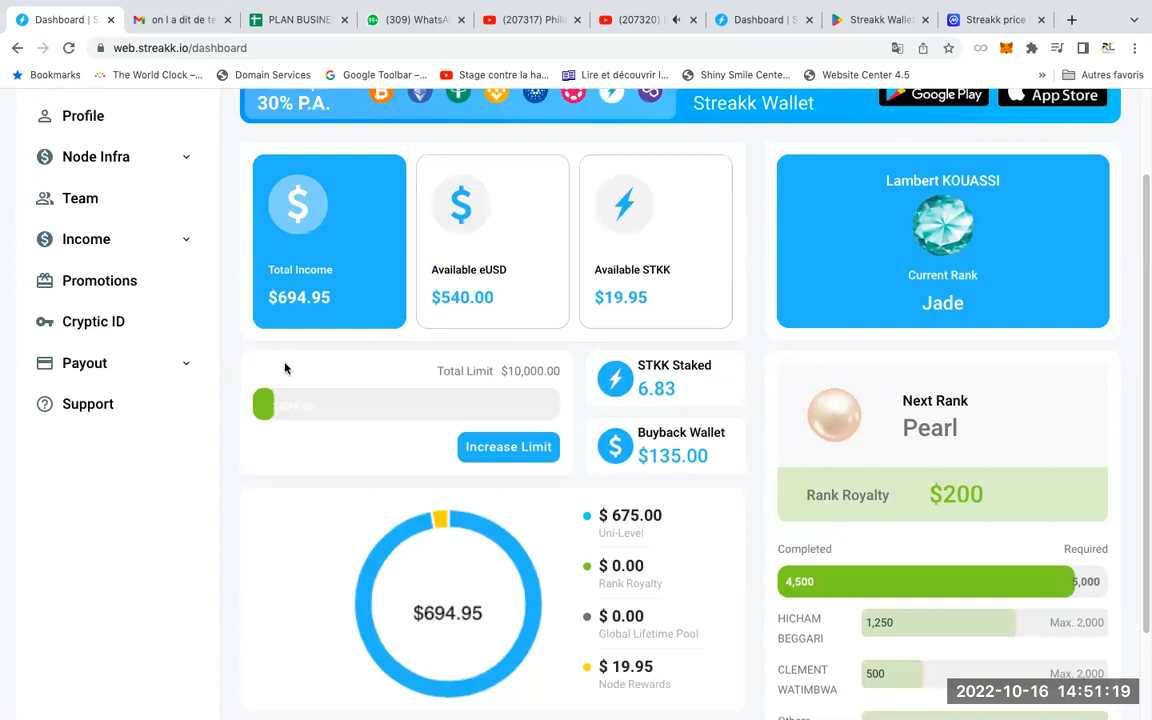 Dashboard | S
on l a dit de te
PLAN BUSINE
(309) WhatsA
(207317) Phil
(207320)
Dashboard | S
Streakk Wallet
Streakk price
web.streakk.io/dashboard
Bookmarks
The World Clock –...
Domain Services
Google Toolbar –...
Stage contre la ha...
Lire et découvrir l...
Shiny Smile Cente...
Website Center 4.5
»
Autres favoris
30% P.A.
Streakk Wallet
Google Play
App Store
Profile
Node Infra
Team
Income
Promotions
Cryptic ID
Payout
Support
Total Income
$694.95
Available eUSD
$540.00
Available STKK
$19.95
Lambert KOUASSI
Current Rank
Jade
Total Limit $10,000.00
Increase Limit
STKK Staked
6.83
Buyback Wallet
$135.00
Next Rank
Pearl
Rank Royalty $200
$694.95
$ 675.00
Uni-Level
$ 0.00
Rank Royalty
$ 0.00
Global Lifetime Pool
$ 19.95
Node Rewards
Completed Required
4,500 5,000
HICHAM
BEGGARI
1,250 Max. 2,000
CLEMENT
WATIMBWA
500 Max. 2,000
2022-10-16 14:51:19